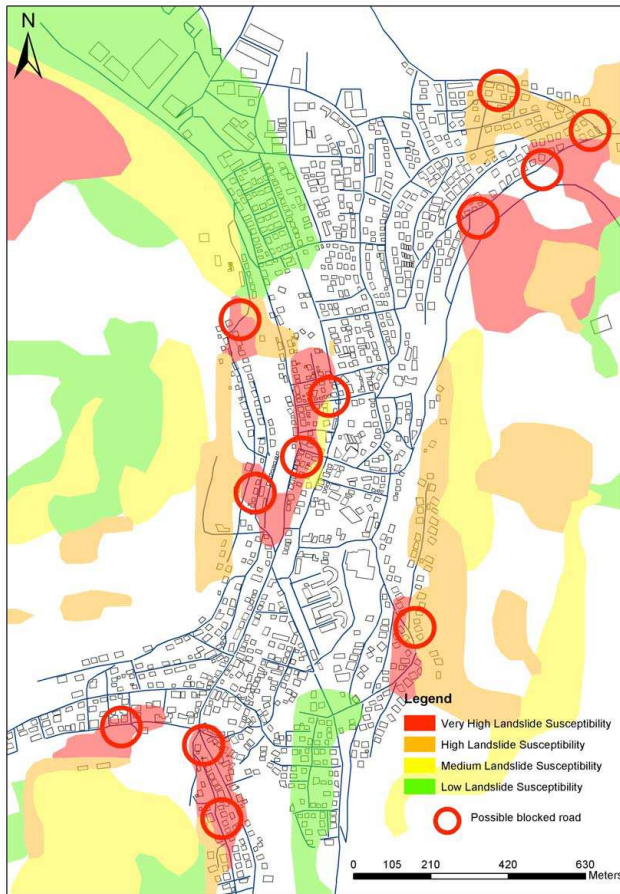 N
Legend
Very High Landslide Susceptibility
High Landslide Susceptibility
Medium Landslide Susceptibility
Low Landslide Susceptibility
Possible blocked road
0 105 210 420 630
Meters